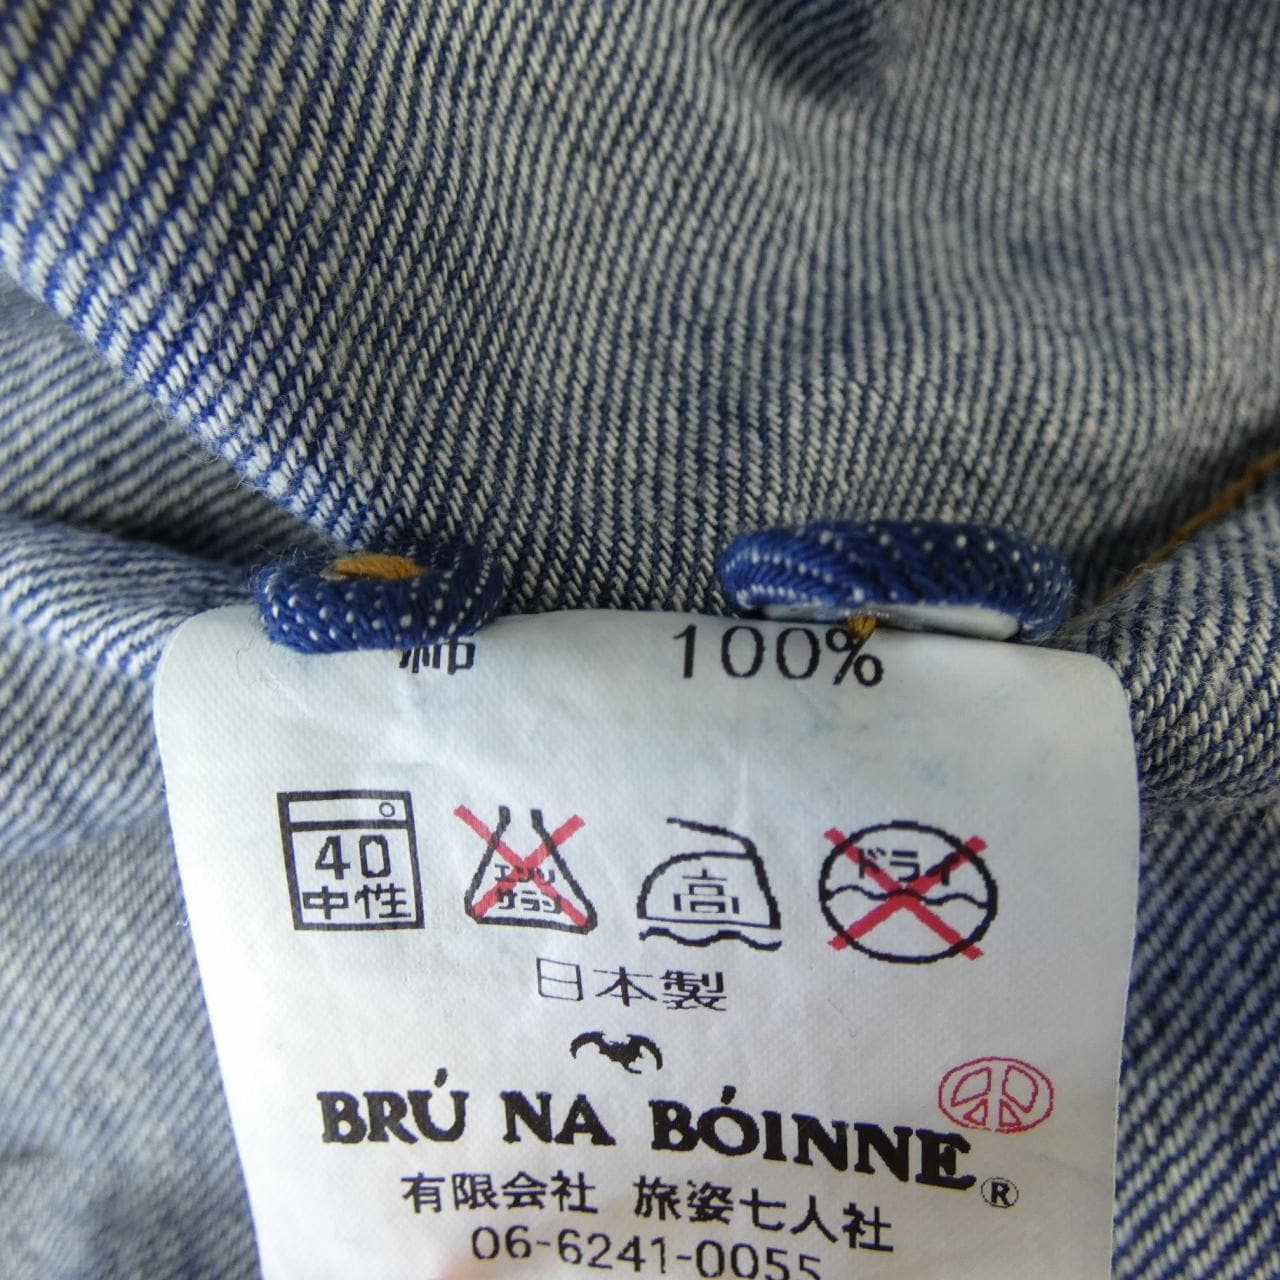 綿 100%
40
中性
エンソ
サラシ
高
ドライ
日本製
BRÚ NA BÓINNE®
有限会社 旅姿七人社
06-6241-0055